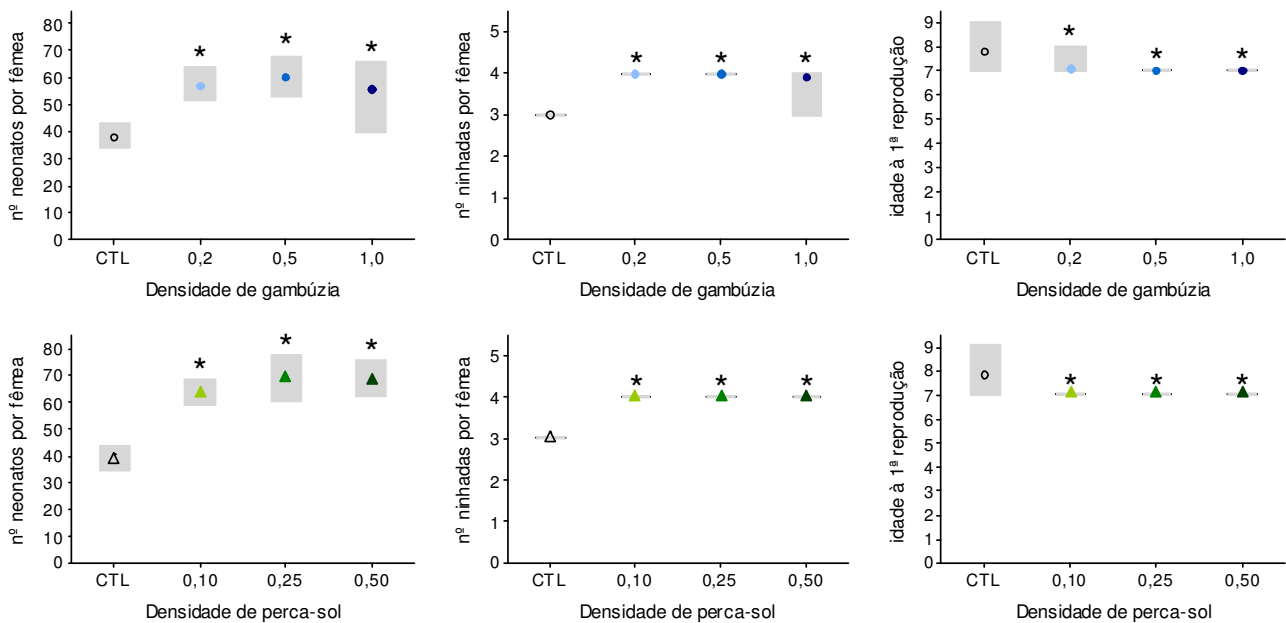 nº neonatos por fêmea
80
70
60
50
40
30
20
10
0
* * *
CTL 0,2 0,5 1,0
Densidade de gambúzia
nº ninhadas por fêmea
5
4
3
2
1
0
* * *
CTL 0,2 0,5 1,0
Densidade de gambúzia
idade à 1ª reprodução
9
8
7
6
5
4
3
2
1
0
* * *
CTL 0,2 0,5 1,0
Densidade de gambúzia
nº neonatos por fêmea
80
70
60
50
40
30
20
10
0
* * *
CTL 0,10 0,25 0,50
Densidade de perca-sol
nº ninhadas por fêmea
5
4
3
2
1
0
* * *
CTL 0,10 0,25 0,50
Densidade de perca-sol
idade à 1ª reprodução
9
8
7
6
5
4
3
2
1
0
* * *
CTL 0,10 0,25 0,50
Densidade de perca-sol